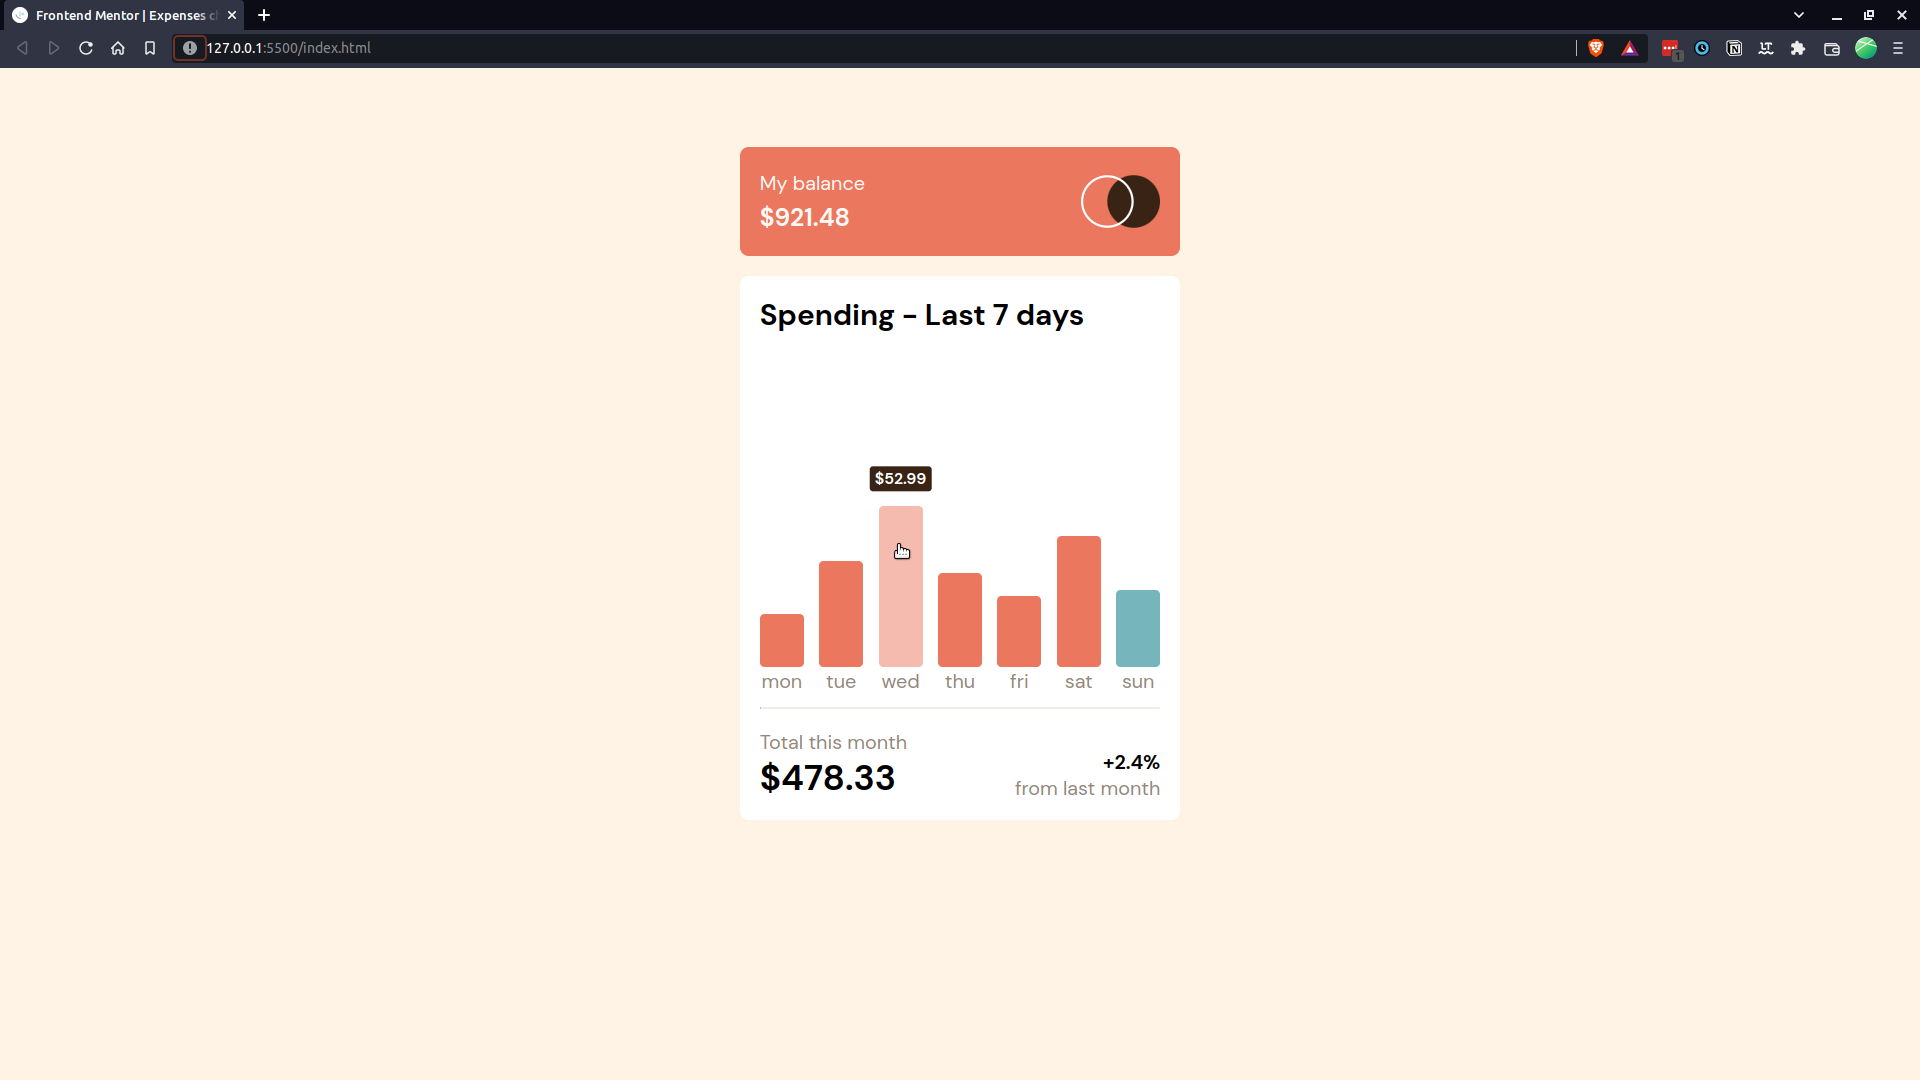 Frontend Mentor | Expenses c
127.0.0.1:5500/index.html
1
My balance
$921.48
Spending - Last 7 days
$52.99
mon tue wed thu fri sat sun
Total this month
$478.33
+2.4%
from last month